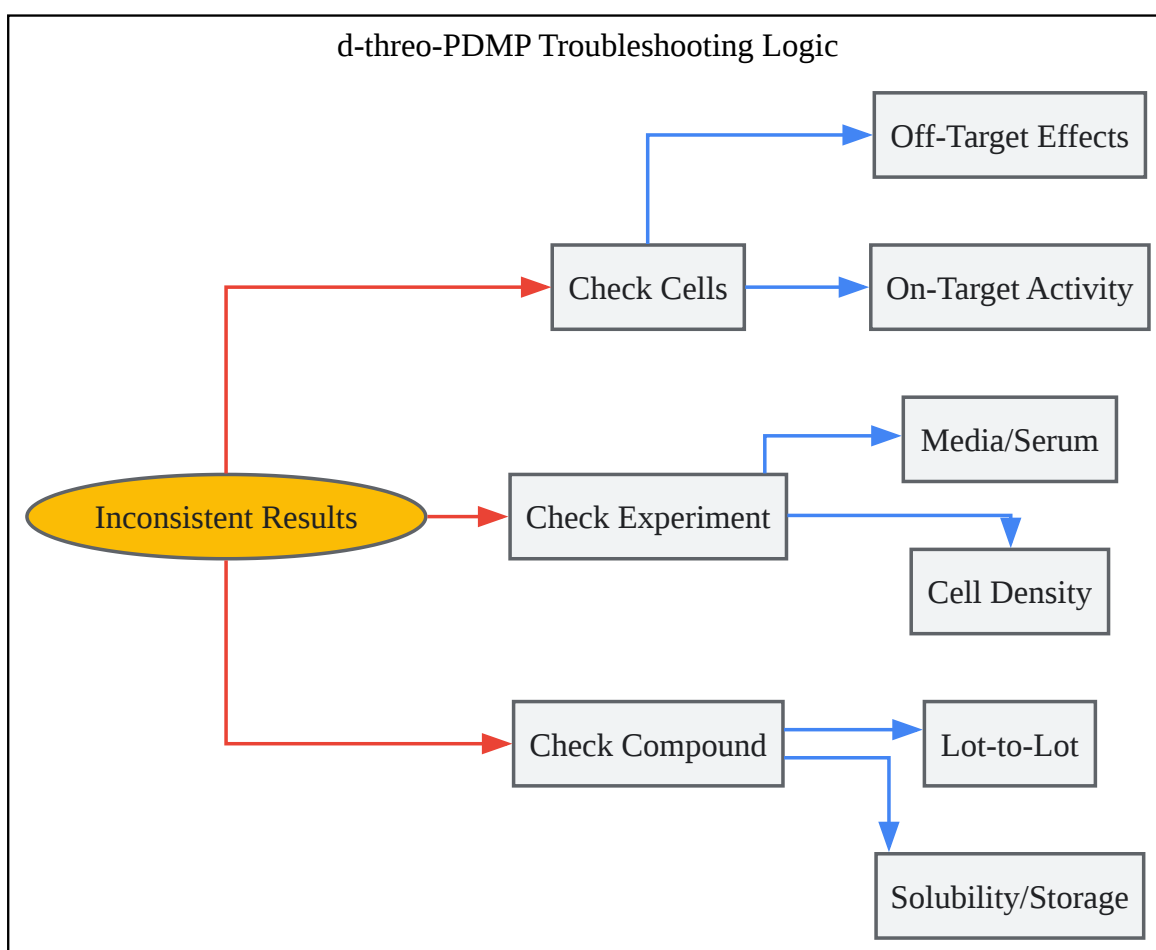 d-threo-PDMP Troubleshooting Logic
Off-Target Effects
Check Cells
On-Target Activity
Media/Serum
Inconsistent Results
Check Experiment
Cell Density
Check Compound
Lot-to-Lot
Solubility/Storage